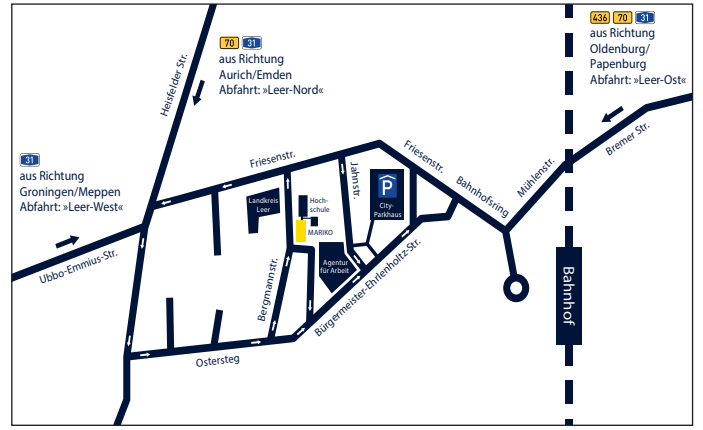 70 31
aus Richtung
Aurich/Emden
Abfahrt: »Leer-Nord«
436 70 31
aus Richtung
Oldenburg/
Papenburg
Abfahrt: »Leer-Ost«
31
aus Richtung
Groningen/Meppen
Abfahrt: »Leer-West«
Heisfelder Str.
Friesenstr.
Jahnstr.
Friesenstr.
Bahnhofsring
Mühlenstr.
Bremer Str.
P
City-
Parkhaus
Landkreis
Leer
Hoch-
schule
MARIKO
Agentur
für Arbeit
Ubbo-Emmius-Str.
Bergmannstr.
Bürgermeister-Ehrlenholtz-Str.
Ostersteg
Bahnhof